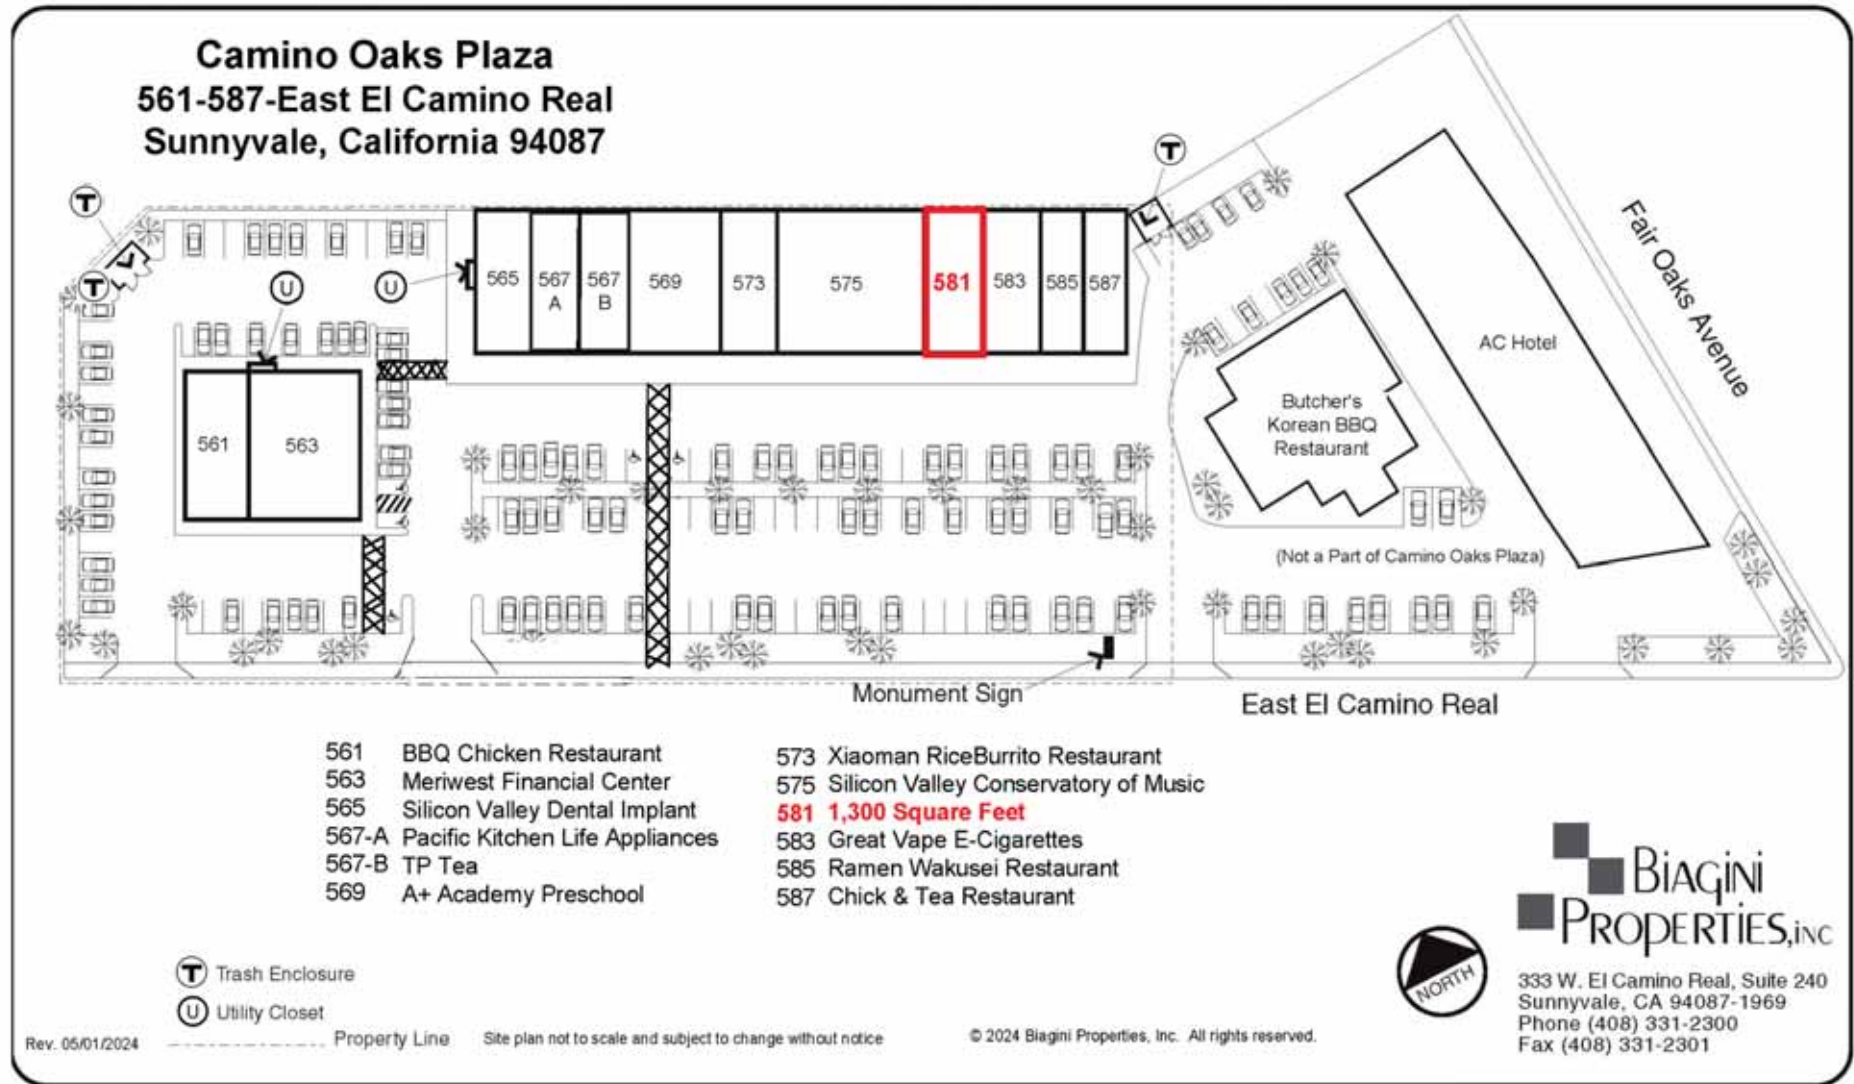 Camino Oaks Plaza
561-587-East El Camino Real
Sunnyvale, California 94087
T
T
T
U
U
565
567 A
567 B
569
573
575
581
583
585
587
561
563
AC Hotel
Fair Oaks Avenue
Butcher's
Korean BBQ
Restaurant
(Not a Part of Camino Oaks Plaza)
Monument Sign
East El Camino Real
561 BBQ Chicken Restaurant
563 Meriwest Financial Center
565 Silicon Valley Dental Implant
567-A Pacific Kitchen Life Appliances
567-B TP Tea
569 A+ Academy Preschool
573 Xiaoman RiceBurrito Restaurant
575 Silicon Valley Conservatory of Music
581 1,300 Square Feet
583 Great Vape E-Cigarettes
585 Ramen Wakusei Restaurant
587 Chick & Tea Restaurant
T Trash Enclosure
U Utility Closet
Property Line
Rev. 05/01/2024
Site plan not to scale and subject to change without notice
© 2024 Biagini Properties, Inc. All rights reserved.
NORTH
BiAGiNi
PROPERTiES,iNC
333 W. El Camino Real, Suite 240
Sunnyvale, CA 94087-1969
Phone (408) 331-2300
Fax (408) 331-2301